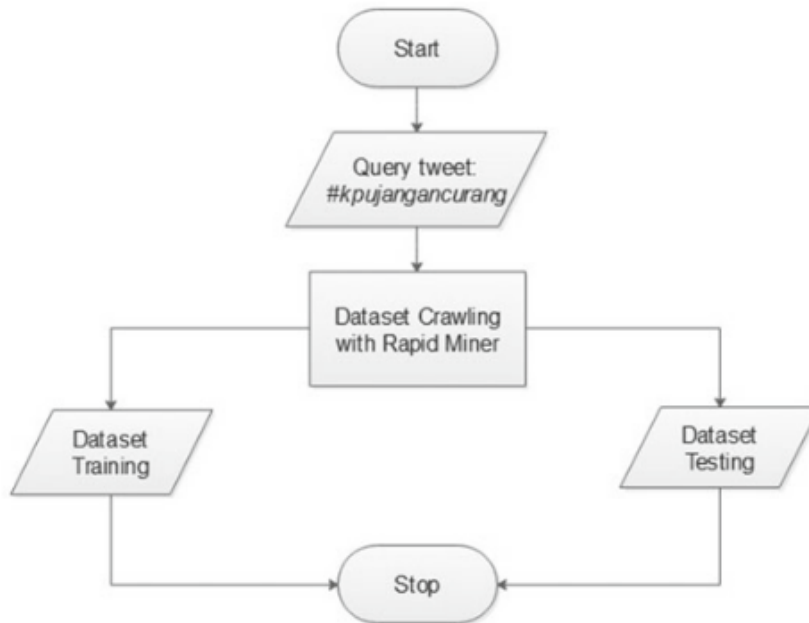 Start
Query tweet:
#kpujangancurang
Dataset Crawling
with Rapid Miner
Dataset
Training
Dataset
Testing
Stop